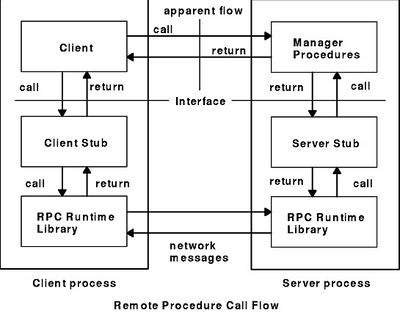 apparent flow
call
return
Client
Manager
Procedures
call
return
return
call
Interface
Client Stub
Server Stub
call
return
return
call
RPC Runtime
Library
RPC Runtime
Library
network
messages
Client process
Server process
Remote Procedure Call Flow